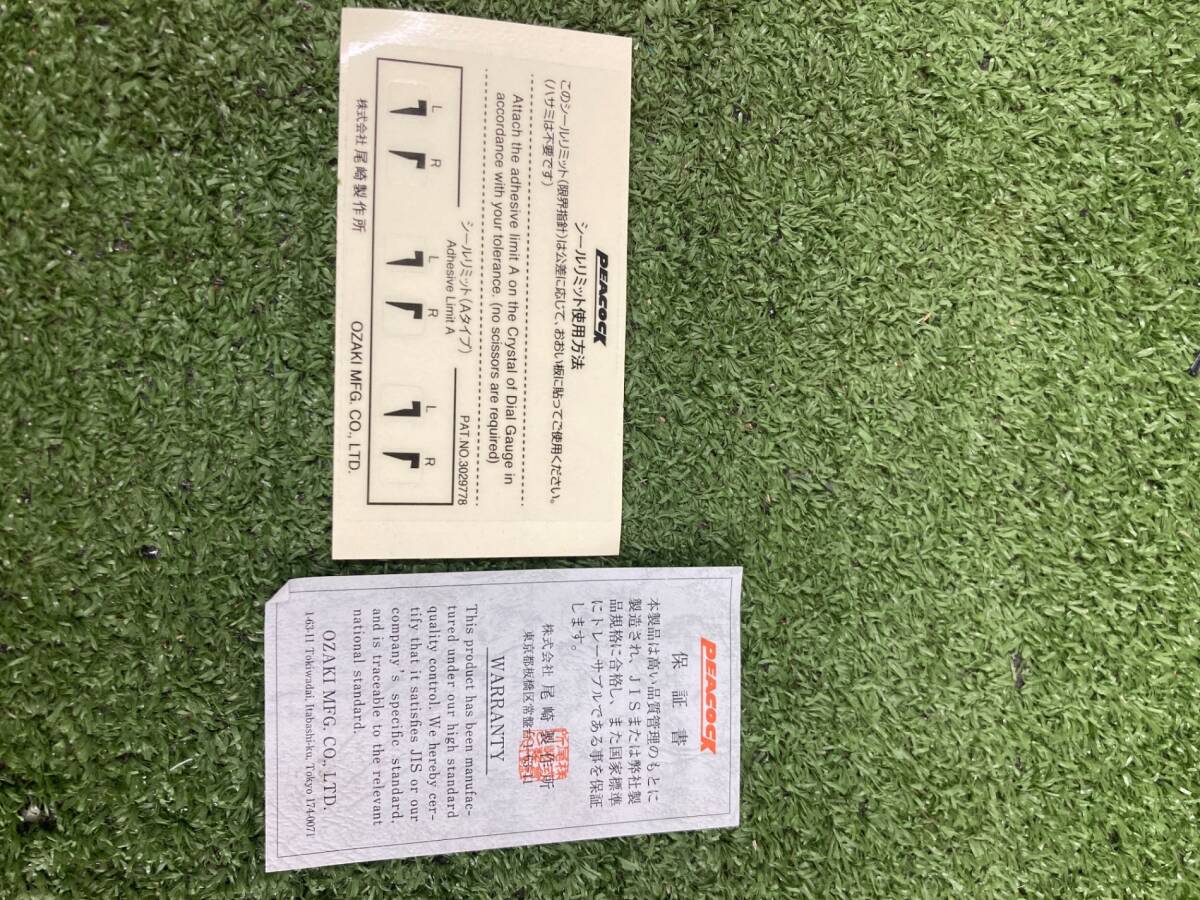 PEACOCK
シールリミット使用方法
このシールリミット(限界指針)は公差に応じて、おおい板に貼ってご使用ください。
(ハサミは不要です)
Attach the adhesive limit A on the Crystal of Dial Gauge in
accordance with your tolerance. (no scissors are required)
シールリミット(Aタイプ)
Adhesive Limit A
PAT.NO.3029778
L R L R L R
株式会社 尾崎製作所 OZAKI MFG. CO., LTD.
PEACOCK
保証書
本製品は高い品質管理のもとに
製造され、JISまたは弊社製
品規格に合格し、また国家標準
にトレーサブルである事を保証
します。
株式会社 尾崎製作所
東京都板橋区常盤台
WARRANTY
This product has been manufac-
tured under our high standard
quality control. We hereby cer-
tify that it satisfies JIS or our
company's specific standard.
and is traceable to the relevant
national standard.
OZAKI MFG. CO., LTD.
1-63-11 Tokiwadai, Itabashi-ku, Tokyo 174-0071